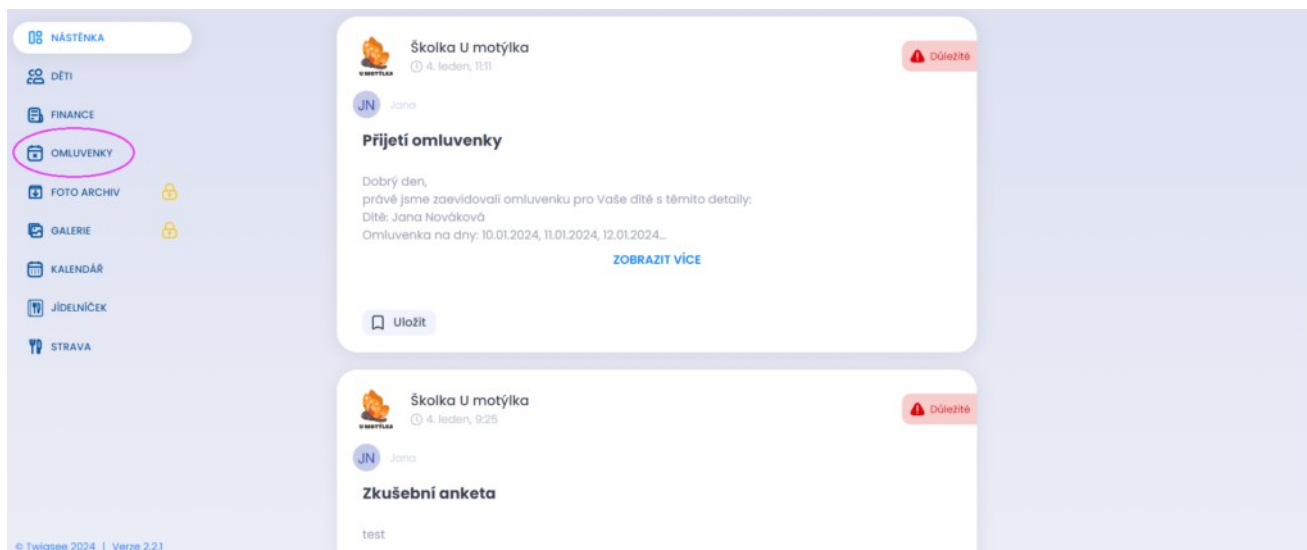 NÁSTĚNKA
DĚTI
FINANCE
OMLUVENKY
FOTO ARCHIV
GALERIE
KALENDÁŘ
JÍDELNÍČEK
STRAVA
© Twigsee 2024 | Verze 2.2.1
U MOTÝLKA
Školka U motýlka
4. leden, 11:11
Důležité
JN Jana
Přijetí omluvenky
Dobrý den,
právě jsme zaevidovali omluvenku pro Vaše dítě s těmito detaily:
Dítě: Jana Nováková
Omluvenka na dny: 10.01.2024, 11.01.2024, 12.01.2024...
ZOBRAZIT VÍCE
Uložit
U MOTÝLKA
Školka U motýlka
4. leden, 9:25
Důležité
JN Jana
Zkušební anketa
test